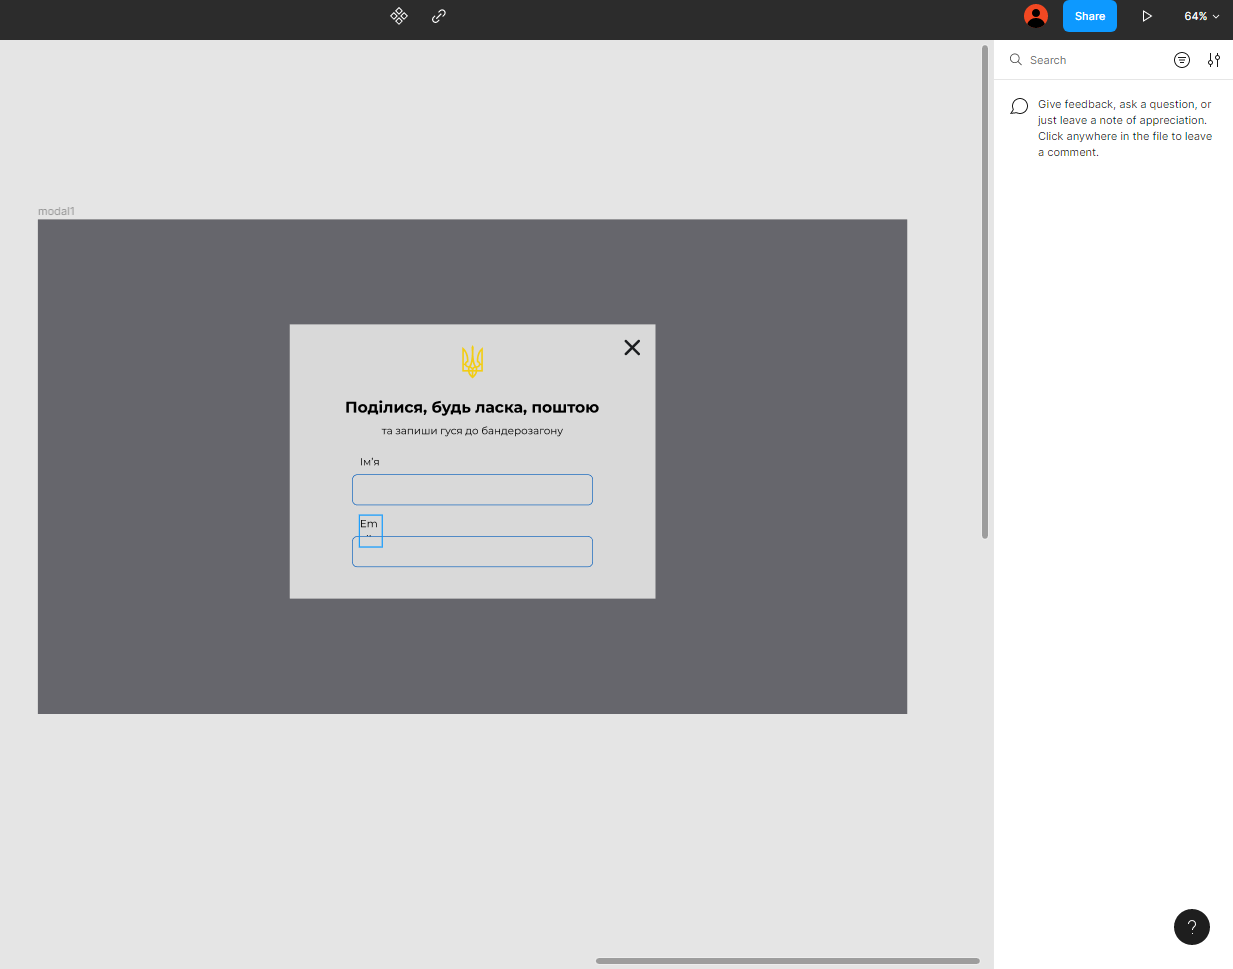 Share
64%
Search
Give feedback, ask a question, or
just leave a note of appreciation.
Click anywhere in the file to leave
a comment.
modal1
Поділися, будь ласка, поштою
та запиши гуся до бандерозагону
Ім'я
Em
?